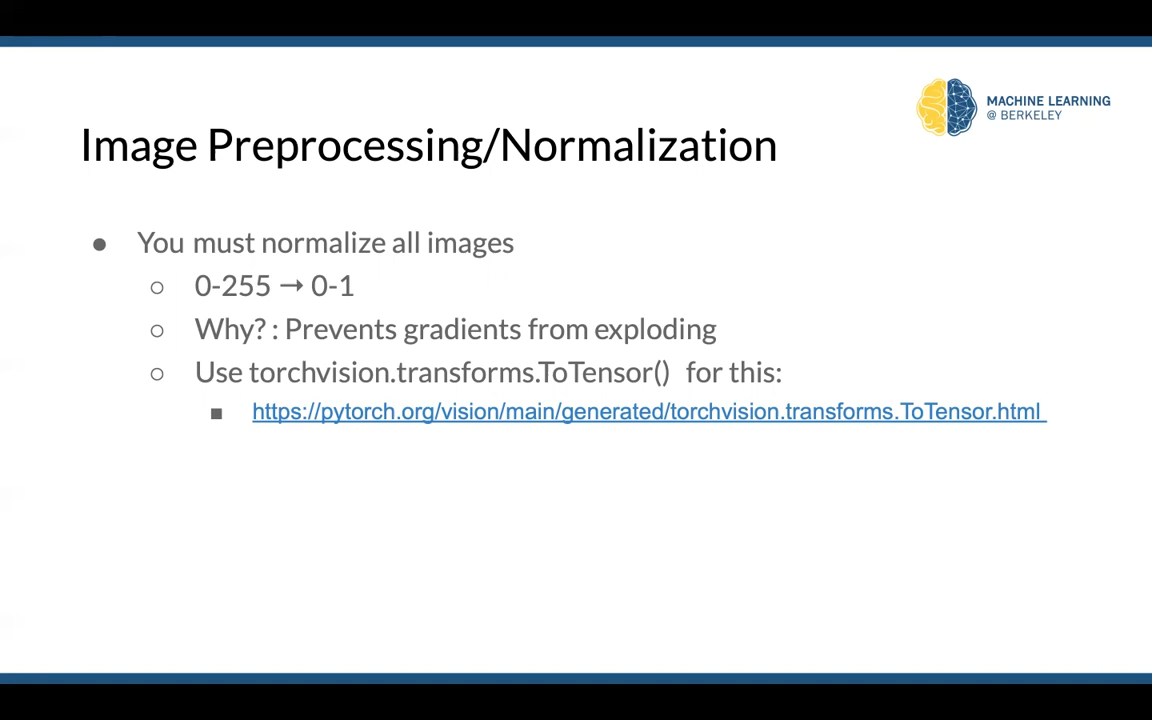 MACHINE LEARNING
@ BERKELEY
Image Preprocessing/Normalization
● You must normalize all images
○ 0-255 → 0-1
○ Why? : Prevents gradients from exploding
○ Use torchvision.transforms.ToTensor() for this:
■ https://pytorch.org/vision/main/generated/torchvision.transforms.ToTensor.html